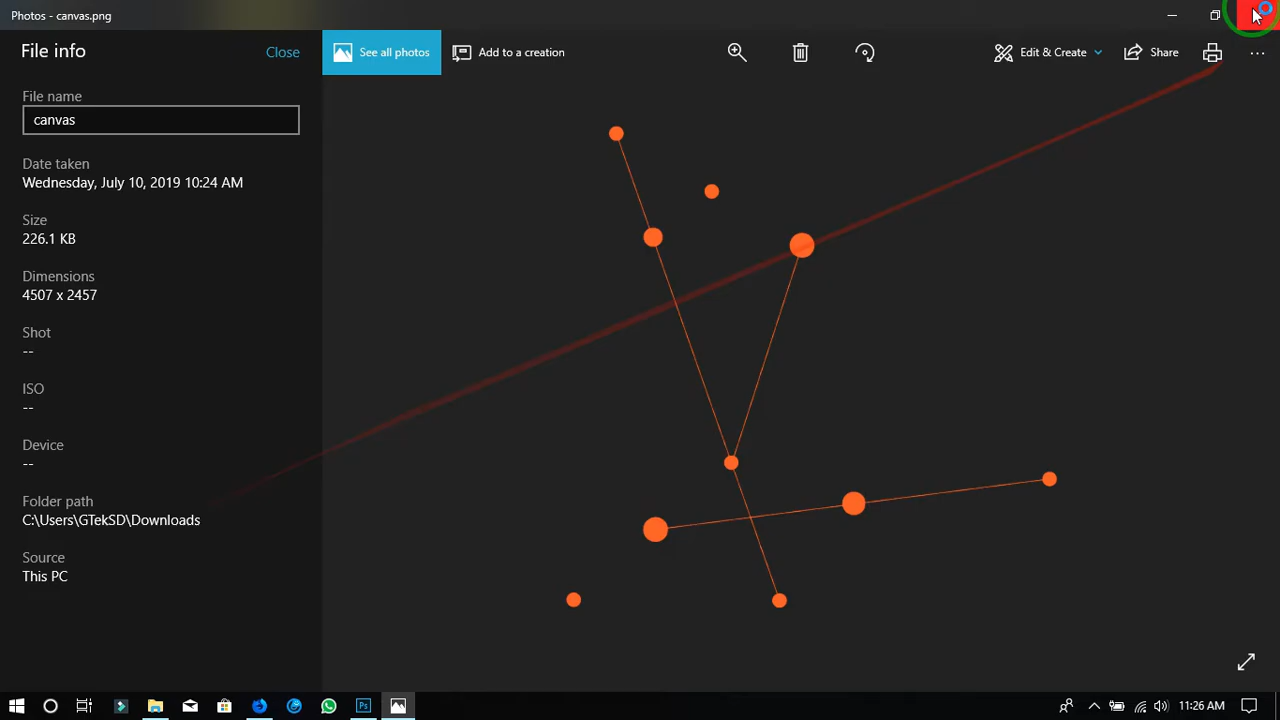 Photos - canvas.png
File info
Close
See all photos
Add to a creation
Edit & Create
Share
File name
canvas
Date taken
Wednesday, July 10, 2019 10:24 AM
Size
226.1 KB
Dimensions
4507 x 2457
Shot
--
ISO
--
Device
--
Folder path
C:\Users\GTekSD\Downloads
Source
This PC
Ps
11:26 AM